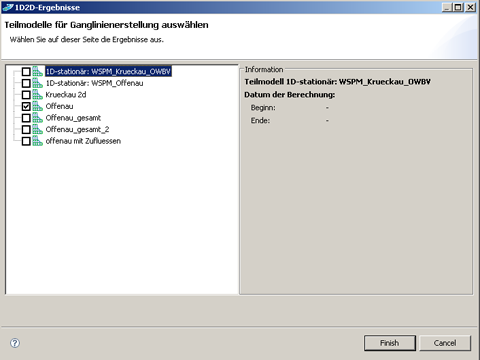 1D2D-Ergebnisse
Teilmodelle für Ganglinienerstellung auswählen
Wählen Sie auf dieser Seite die Ergebnisse aus.
1D-stationär: WSPM_Krueckau_OWBV
1D-stationär: WSPM_Offenau
Krueckau 2d
Offenau
Offenau_gesamt
Offenau_gesamt_2
offenau mit Zufluessen
Information
Teilmodell 1D-stationär: WSPM_Krueckau_OWBV
Datum der Berechnung:
Beginn: -
Ende: -
?
Finish
Cancel